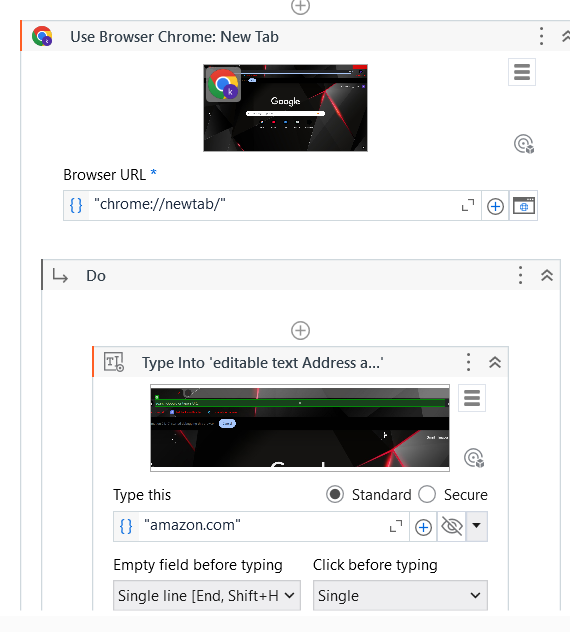 Use Browser Chrome: New Tab
k
Google
Browser URL *
{} "chrome://newtab/"
Do
Type Into 'editable text Address a...'
Google
Type this
Standard
Secure
{} "amazon.com"
Empty field before typing
Click before typing
Single line [End, Shift+H
Single